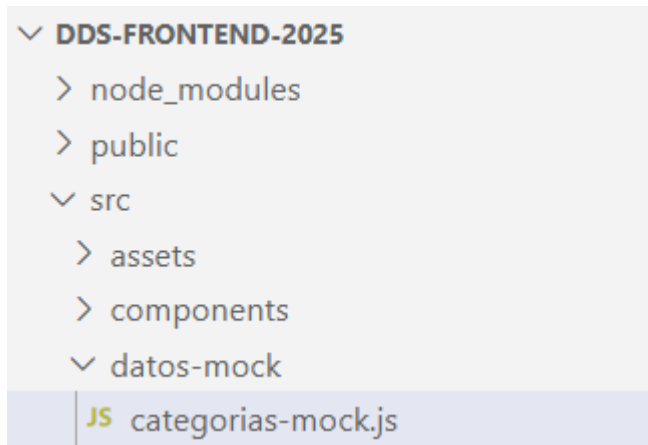 DDS-FRONTEND-2025
node_modules
public
src
assets
components
datos-mock
JS categorias-mock.js